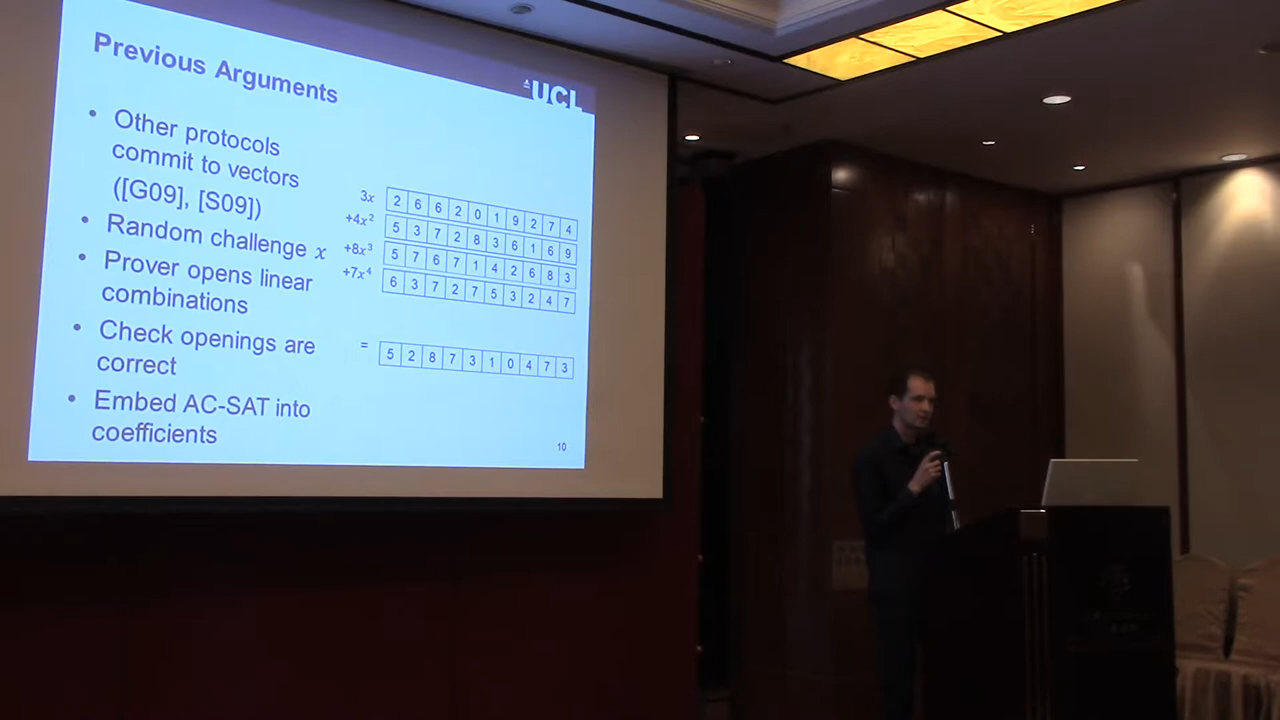 Previous Arguments
UCL
• Other protocols
commit to vectors
([G09], [S09])
• Random challenge x
• Prover opens linear
combinations
• Check openings are
correct
• Embed AC-SAT into
coefficients
3x 2 6 6 2 0 1 9 2 7 4
+4x² 5 3 7 2 8 3 6 1 6 9
+8x³ 5 7 6 7 1 4 2 6 8 3
+7x⁴ 6 3 7 2 7 5 3 2 4 7
= 5 2 8 7 3 1 0 4 7 3
10